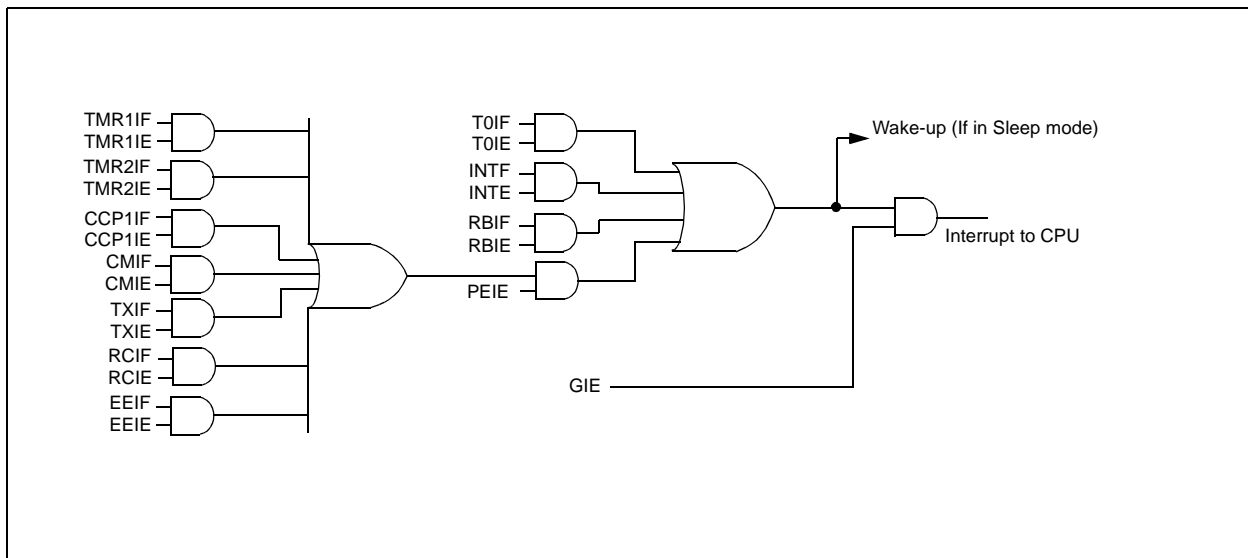 TMR1IF
TMR1IE
TMR2IF
TMR2IE
CCP1IF
CCP1IE
CMIF
CMIE
TXIF
TXIE
RCIF
RCIE
EEIF
EEIE
T0IF
T0IE
INTF
INTE
RBIF
RBIE
PEIE
GIE
Wake-up (If in Sleep mode)
Interrupt to CPU